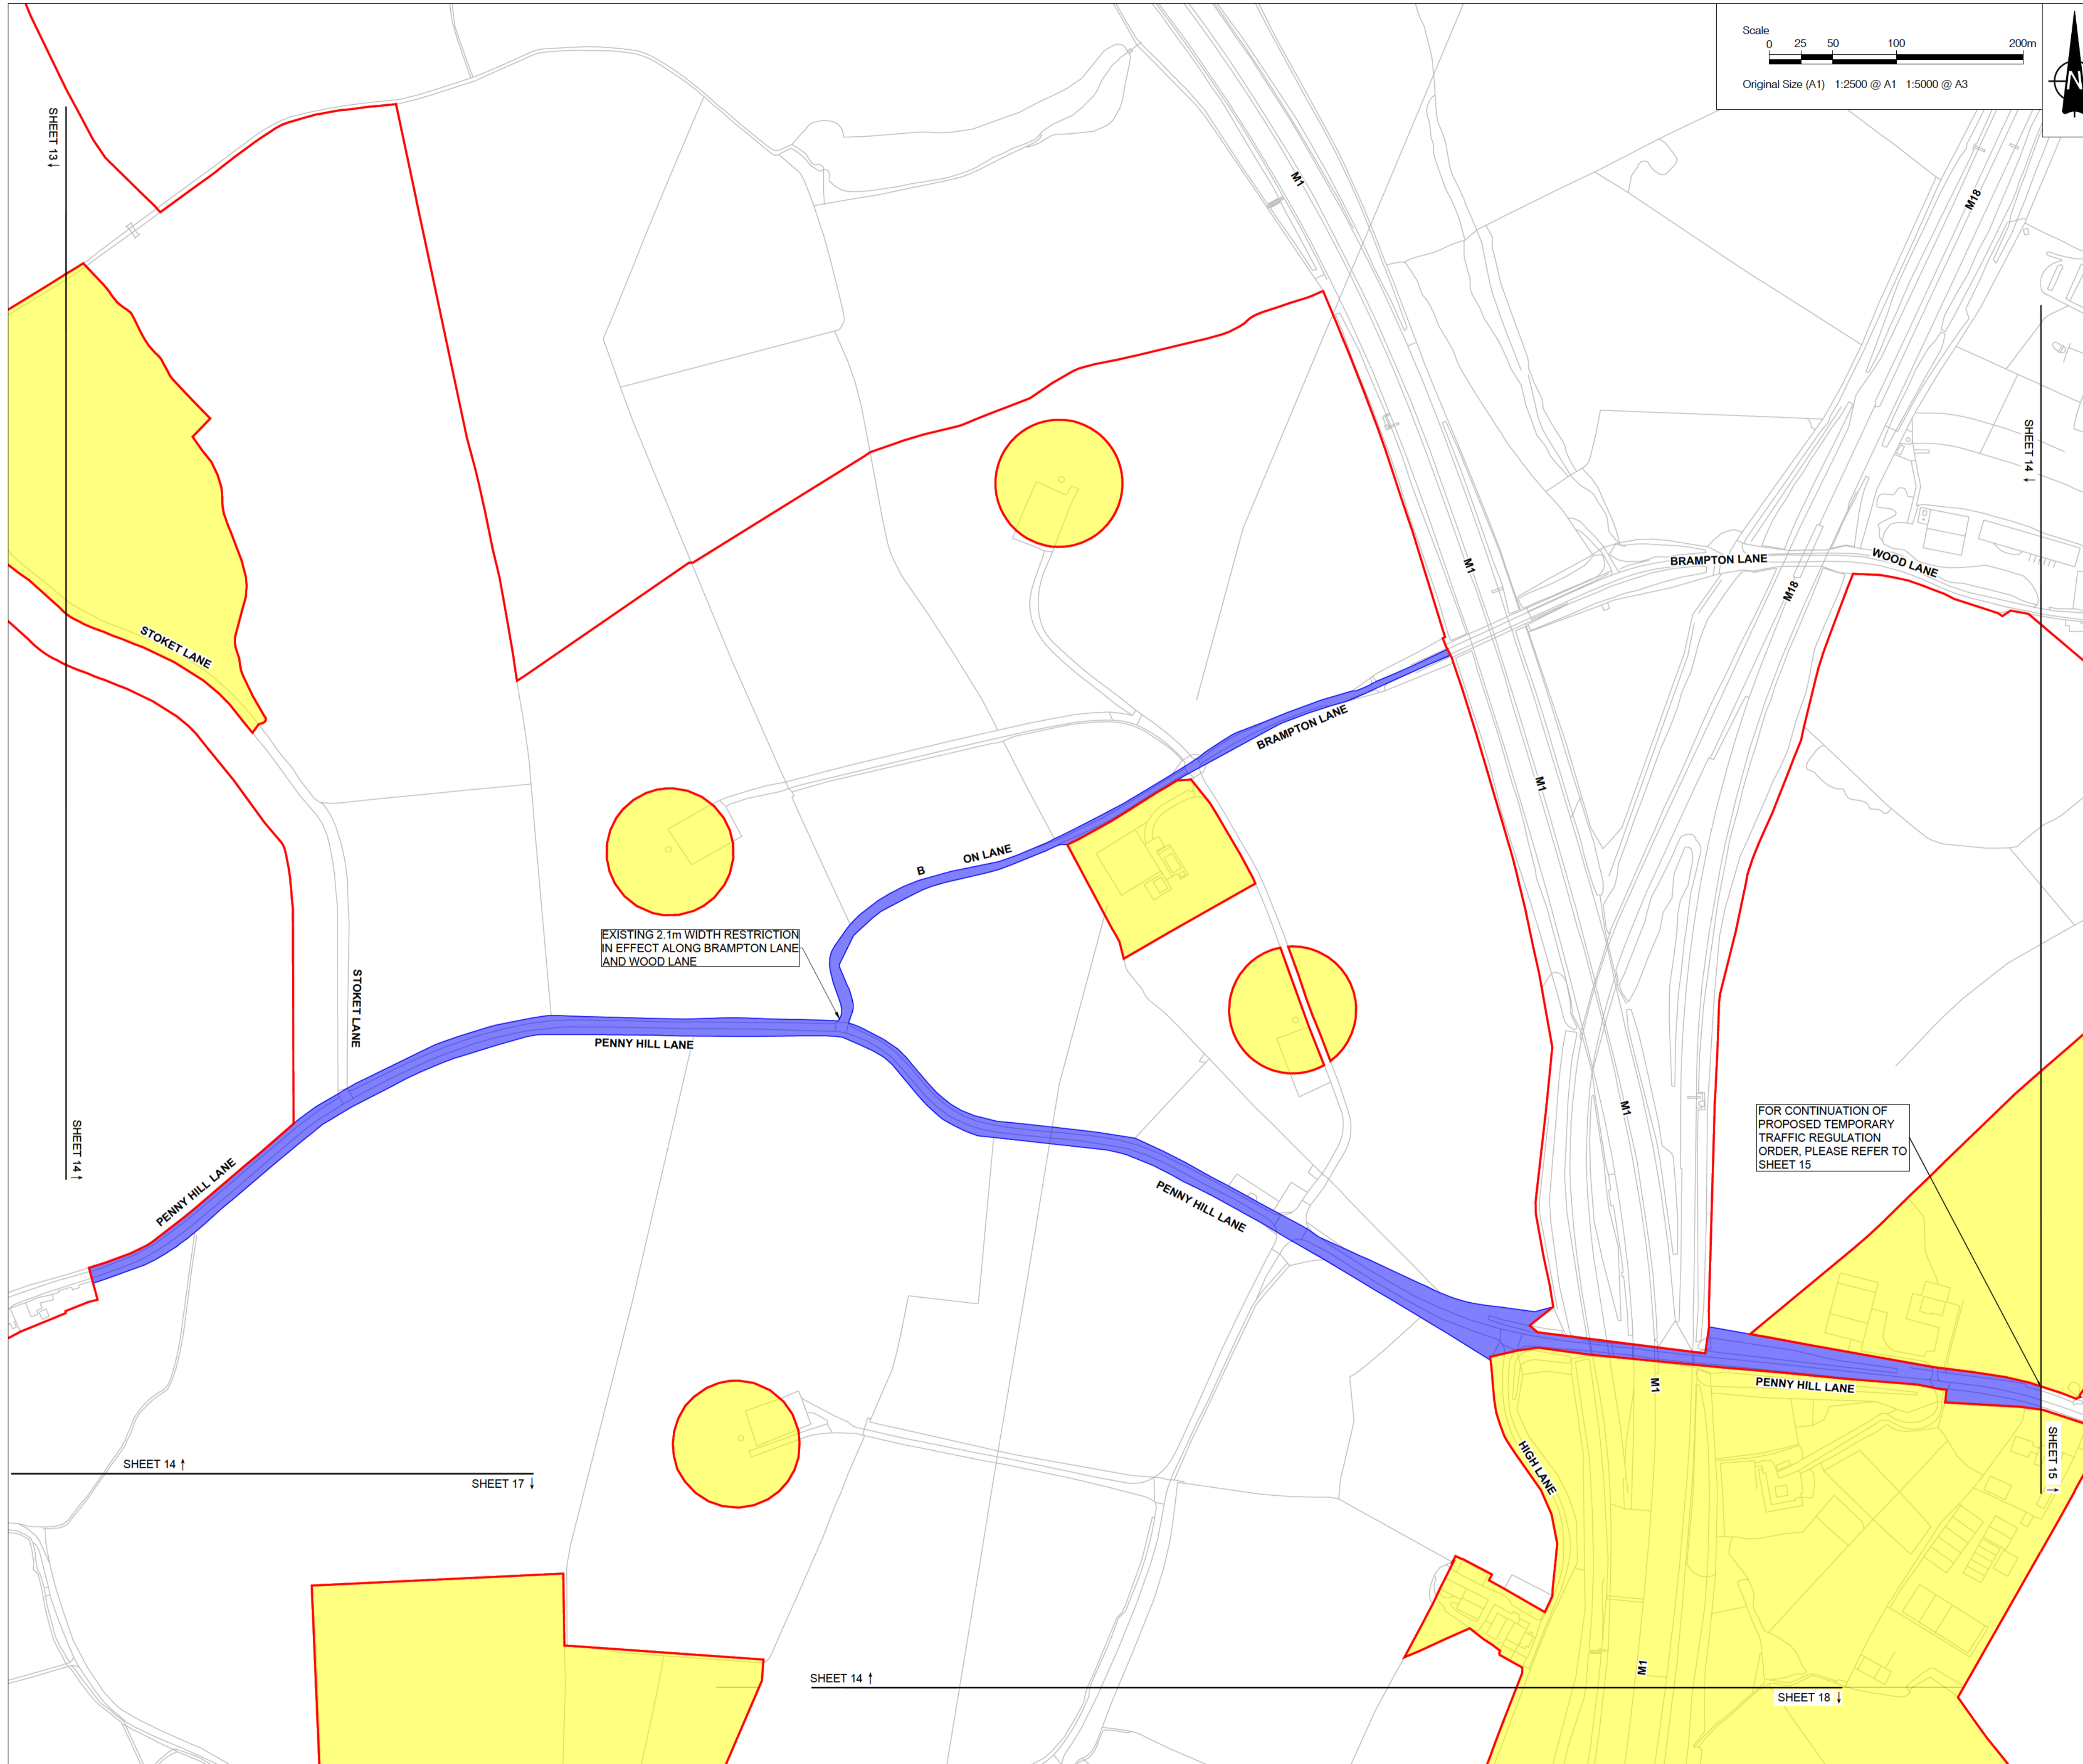 Scale
0 25 50 100 200m
Original Size (A1) 1:2500 @ A1 1:5000 @ A3
N
SHEET 13
M1
M18
SHEET 14
BRAMPTON LANE
WOOD LANE
M1
M18
STOKET LANE
BRAMPTON LANE
M1
B
ON LANE
EXISTING 2.1m WIDTH RESTRICTION
IN EFFECT ALONG BRAMPTON LANE
AND WOOD LANE
STOKET LANE
PENNY HILL LANE
M1
FOR CONTINUATION OF
PROPOSED TEMPORARY
TRAFFIC REGULATION
ORDER, PLEASE REFER TO
SHEET 15
SHEET 14
PENNY HILL LANE
PENNY HILL LANE
M1
PENNY HILL LANE
HIGH LANE
SHEET 15
SHEET 14
SHEET 17
M1
SHEET 14
SHEET 18